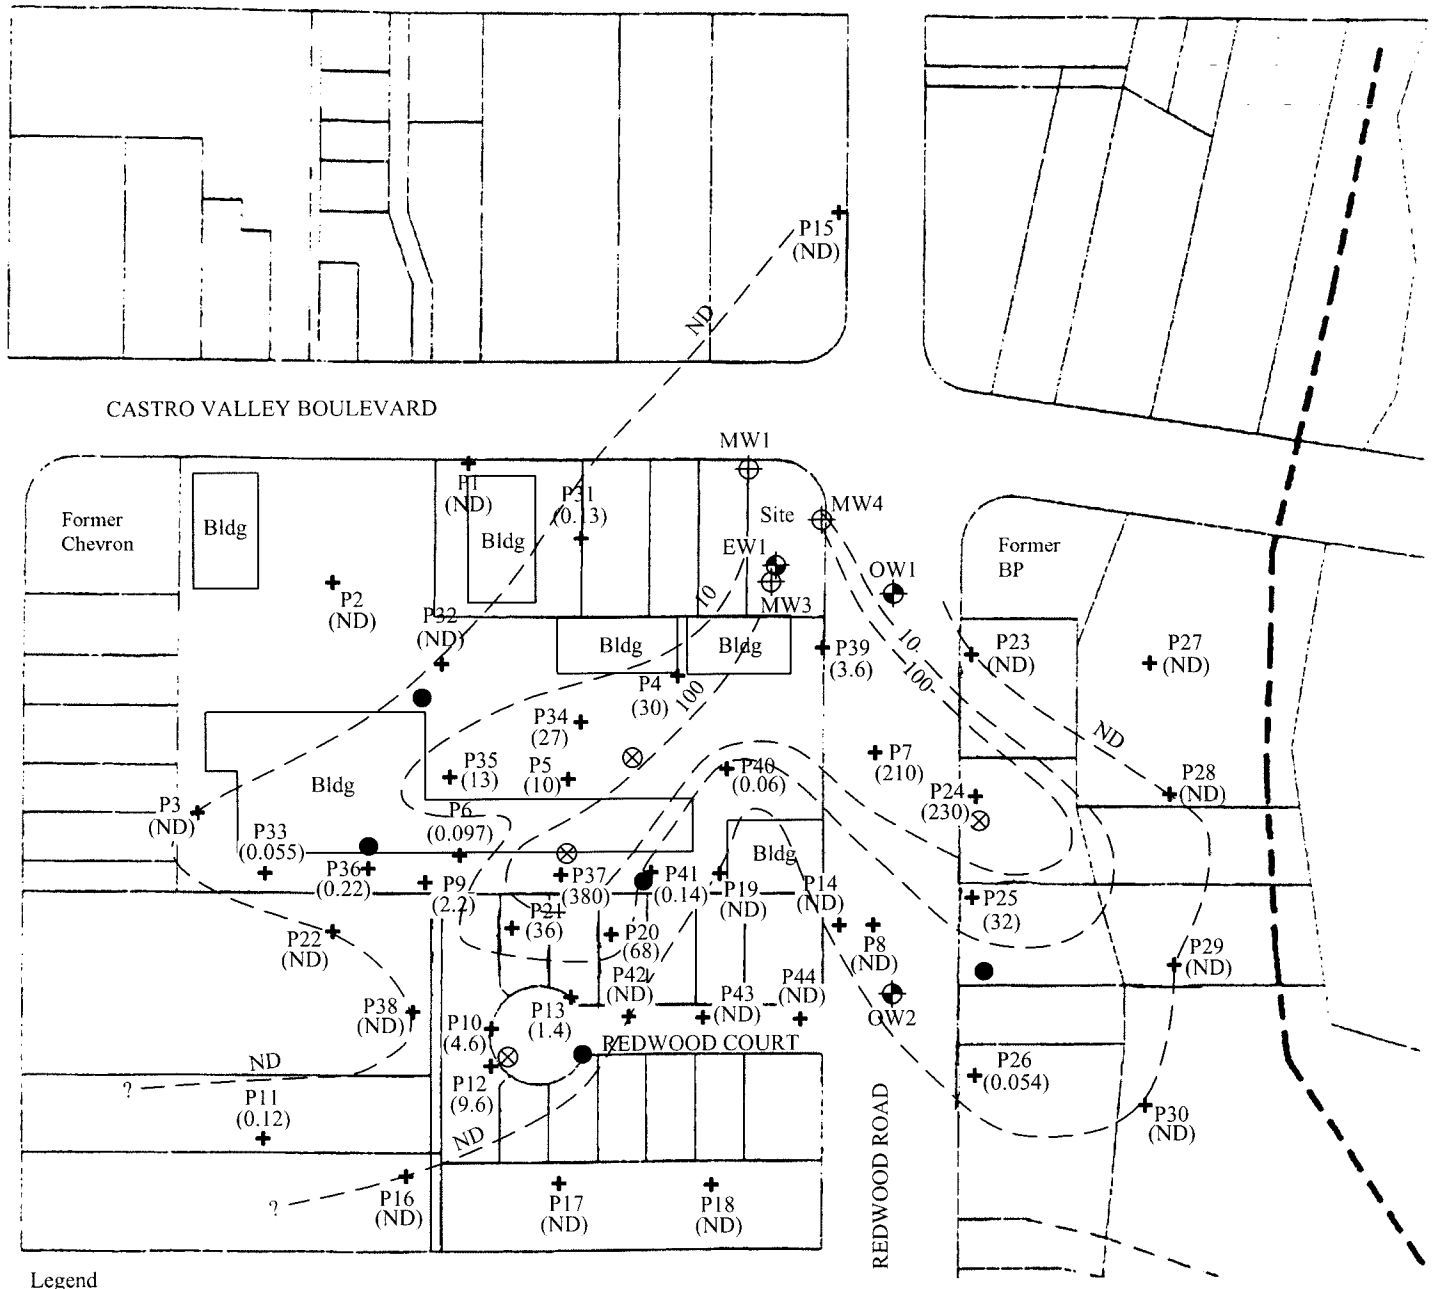 P15
(ND)
ND
CASTRO VALLEY BOULEVARD
MW1
P1
(ND)
P31
(0.13)
Site
MW4
Former
Chevron
Bldg
Bldg
EW1
MW3
OW1
Former
BP
P2
(ND)
P32
(ND)
10
Bldg
Bldg
P39
(3.6)
10
100
P23
(ND)
P27
(ND)
P4
(30)
100
P34
(27)
ND
P35
(13)
P5
(10)
P40
(0.06)
P7
(210)
P24
(230)
P28
(ND)
Bldg
P3
(ND)
P33
(0.055)
P6
(0.097)
P36
(0.22)
P9
(2.2)
P37
(380)
P41
(0.14)
P19
(ND)
Bldg
P14
(ND)
P25
(32)
P22
(ND)
P21
(36)
P20
(68)
P8
(ND)
P29
(ND)
P42
(ND)
P43
(ND)
P44
(ND)
OW2
P38
(ND)
P10
(4.6)
P13
(1.4)
REDWOOD COURT
ND
?
P12
(9.6)
P26
(0.054)
P11
(0.12)
ND
P30
(ND)
?
P16
(ND)
P17
(ND)
P18
(ND)
REDWOOD ROAD
Legend